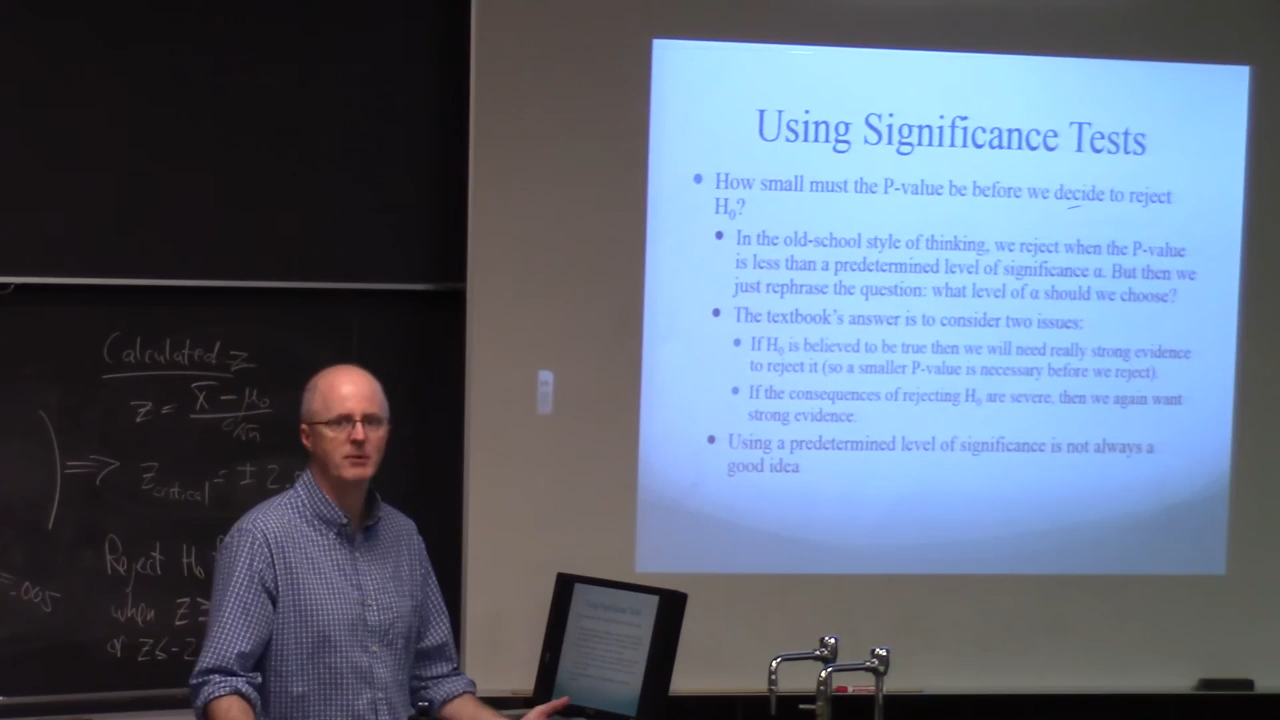 Using Significance Tests
• How small must the P-value be before we decide to reject
H₀?
• In the old-school style of thinking, we reject when the P-value
is less than a predetermined level of significance α. But then we
just rephrase the question: what level of α should we choose?
• The textbook's answer is to consider two issues:
• If H₀ is believed to be true then we will need really strong evidence
to reject it (so a smaller P-value is necessary before we reject).
• If the consequences of rejecting H₀ are severe, then we again want
strong evidence.
• Using a predetermined level of significance is not always a
good idea
Calculated z
z = (x̄ - μ₀) / (σ/√n)
⇒ z critical = ± 2.
Reject H₀
when z ≥
or z ≤ -2
= .005